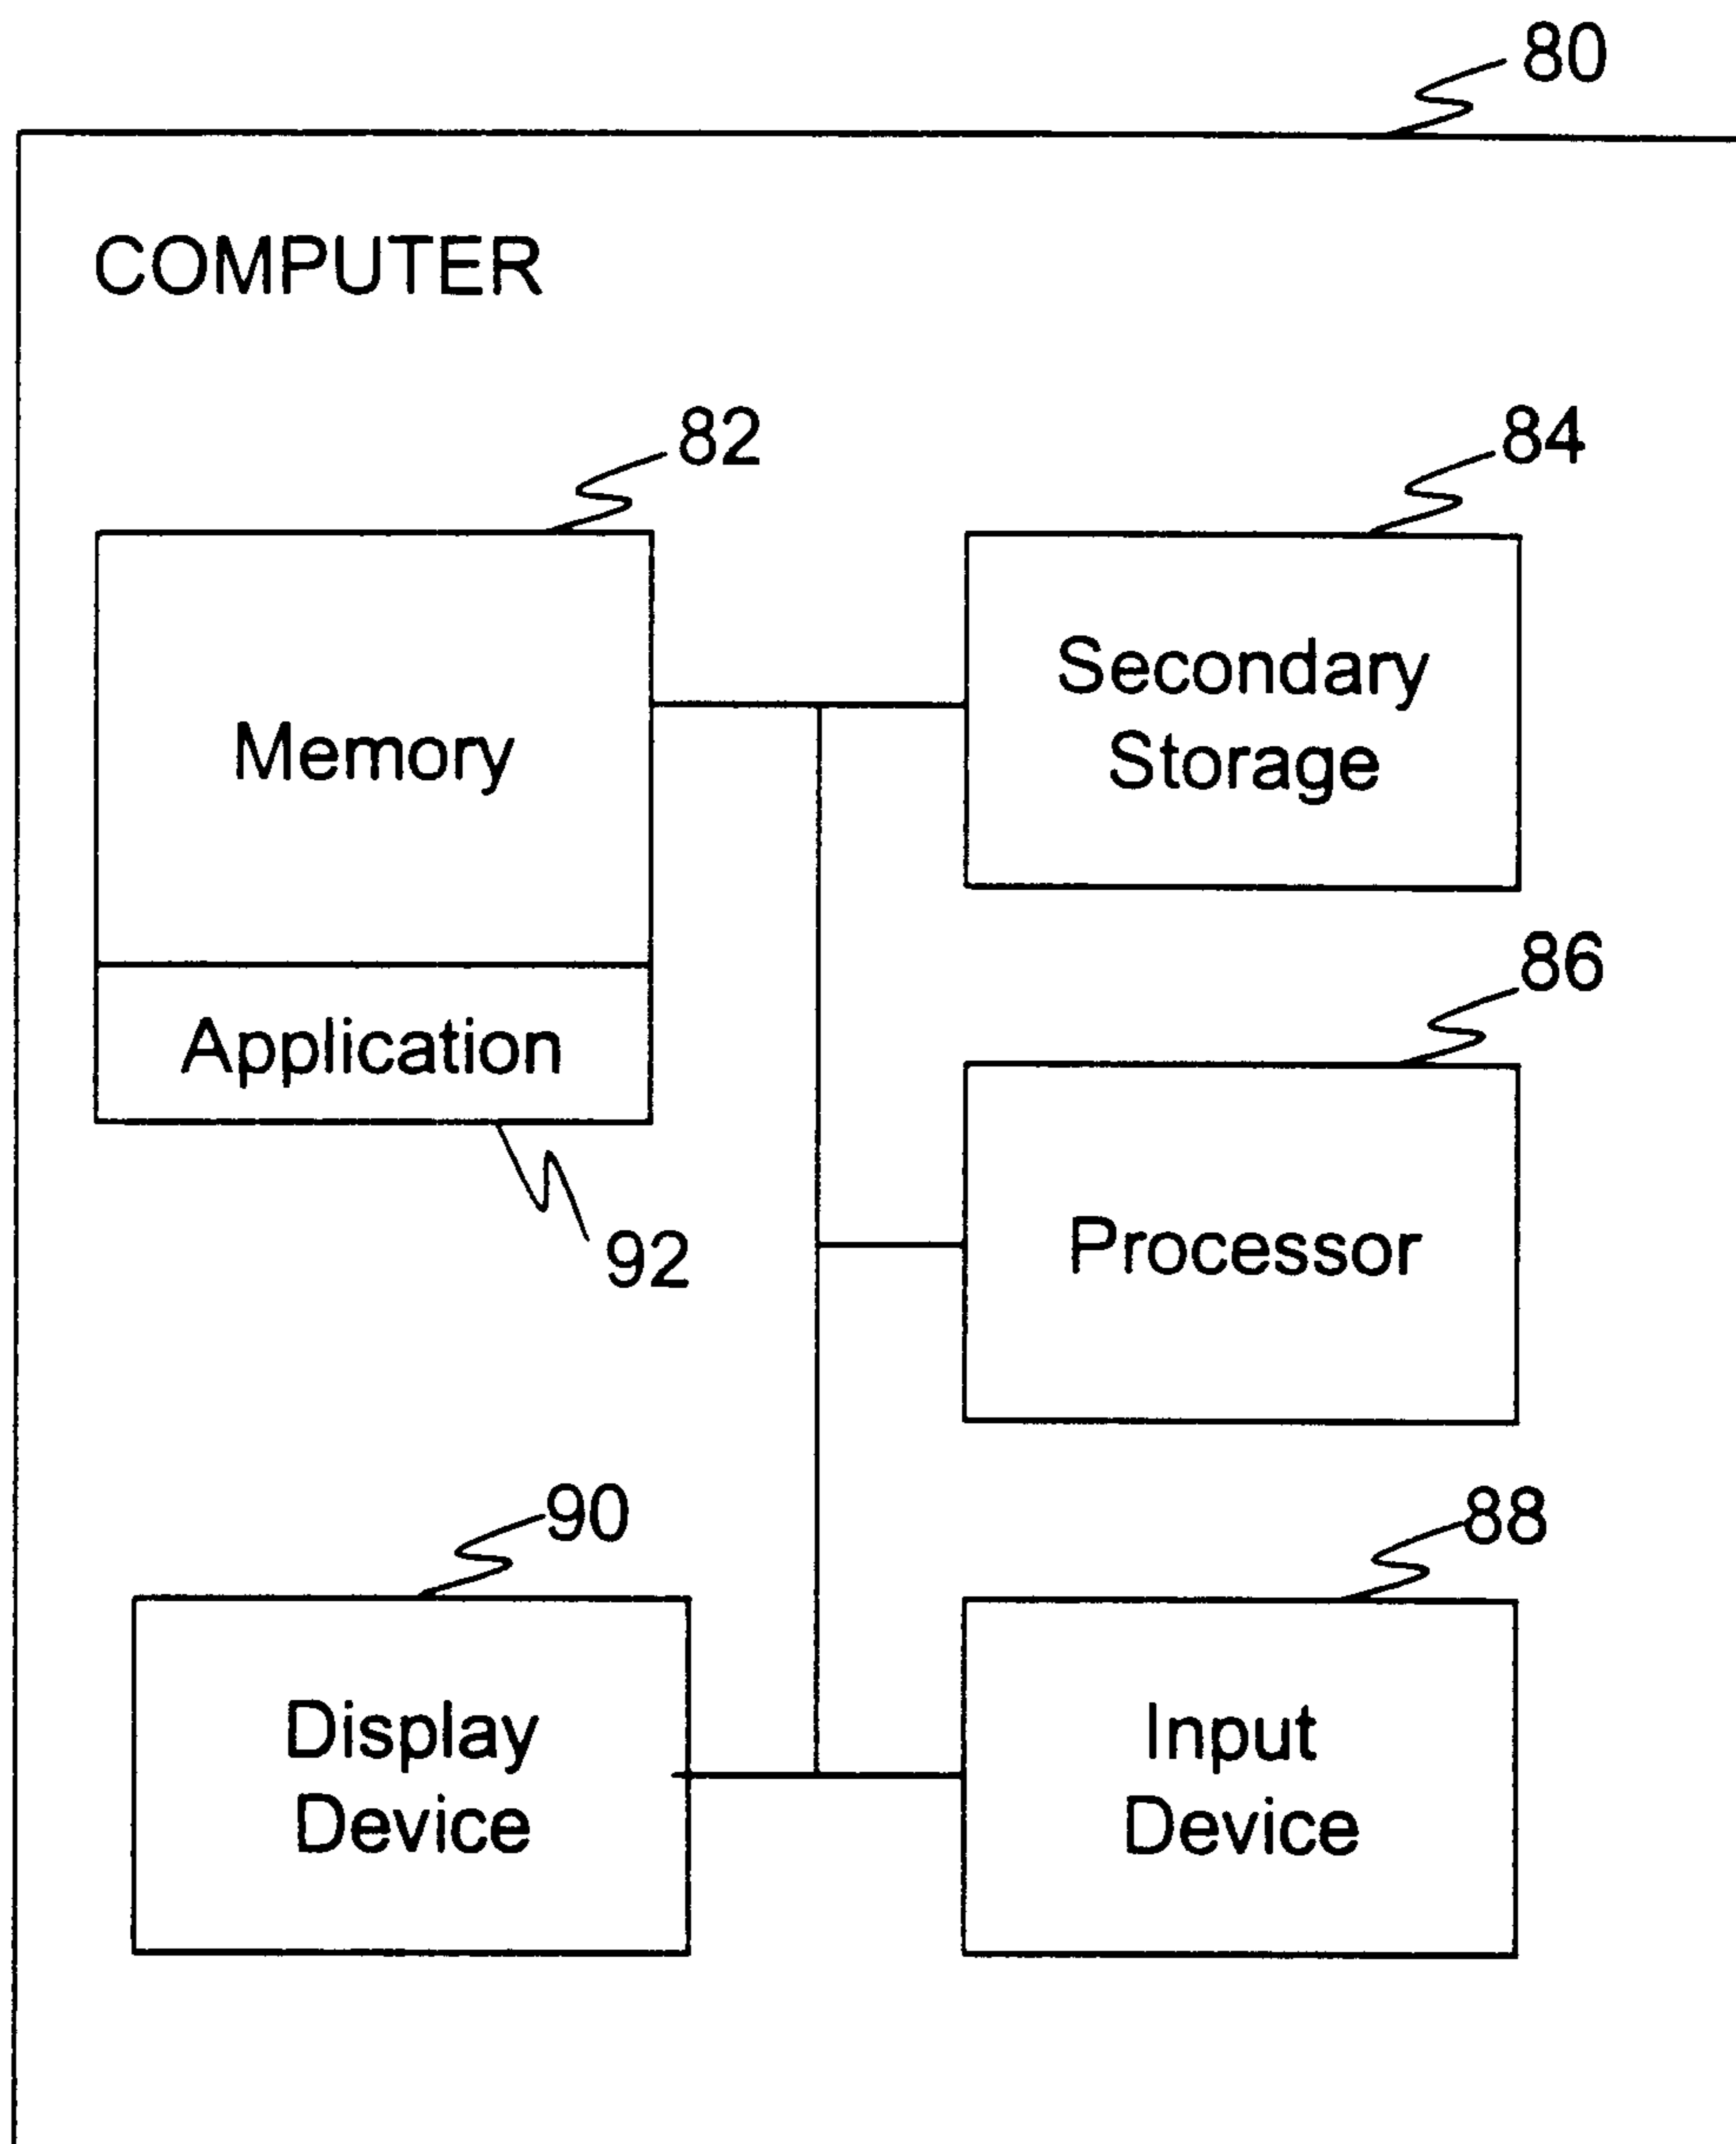 80
COMPUTER
82
84
Memory
Secondary
Storage
86
Application
Processor
92
90
88
Display
Device
Input
Device